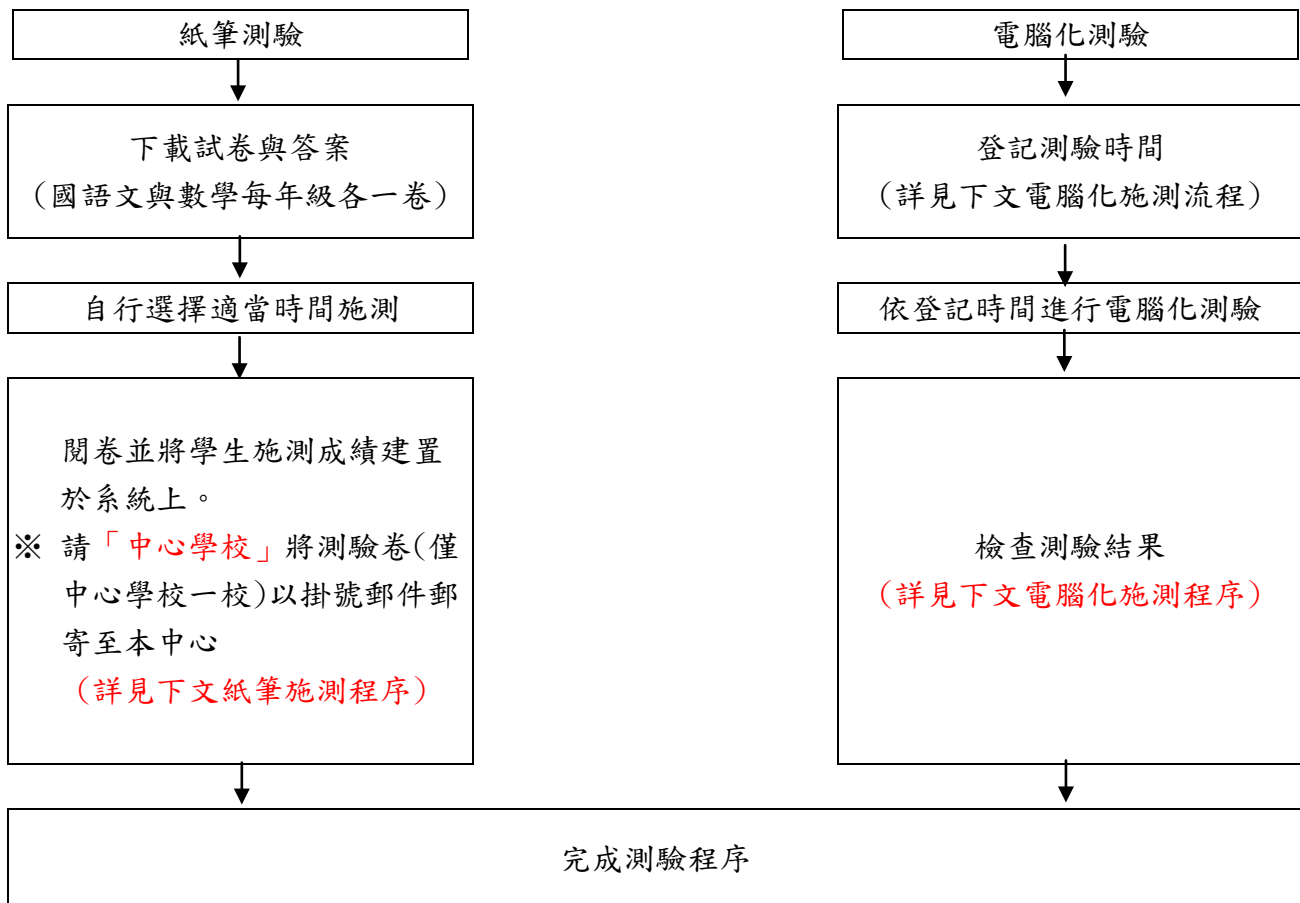 紙筆測驗
下載試卷與答案
(國語文與數學每年級各一卷)
自行選擇適當時間施測
閱卷並將學生施測成績建置
於系統上。
※ 請「中心學校」將測驗卷(僅
中心學校一校)以掛號郵件郵
寄至本中心
(詳見下文紙筆施測程序)
電腦化測驗
登記測驗時間
(詳見下文電腦化施測流程)
依登記時間進行電腦化測驗
檢查測驗結果
(詳見下文電腦化施測程序)
完成測驗程序